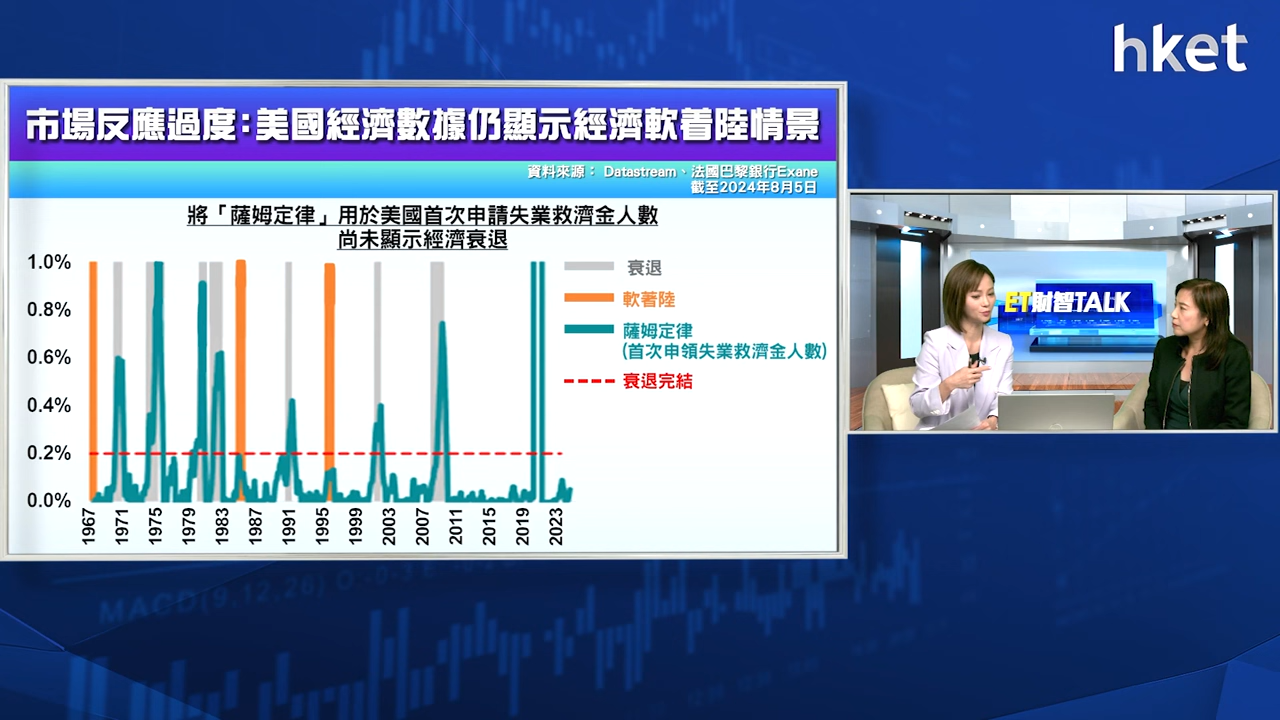 hket
市場反應過度：美國經濟數據仍顯示經濟軟着陸情景
資料來源： Datastream、法國巴黎銀行Exane
截至2024年8月5日
將「薩姆定律」用於美國首次申請失業救濟金人數
尚未顯示經濟衰退
1.0%
0.8%
0.6%
0.4%
0.2%
0.0%
1967
1971
1975
1979
1983
1987
1991
1995
1999
2003
2007
2011
2015
2019
2023
衰退
軟著陸
薩姆定律
(首次申領失業救濟金人數)
衰退完結
ET財智TALK
MACD(9,12,26)